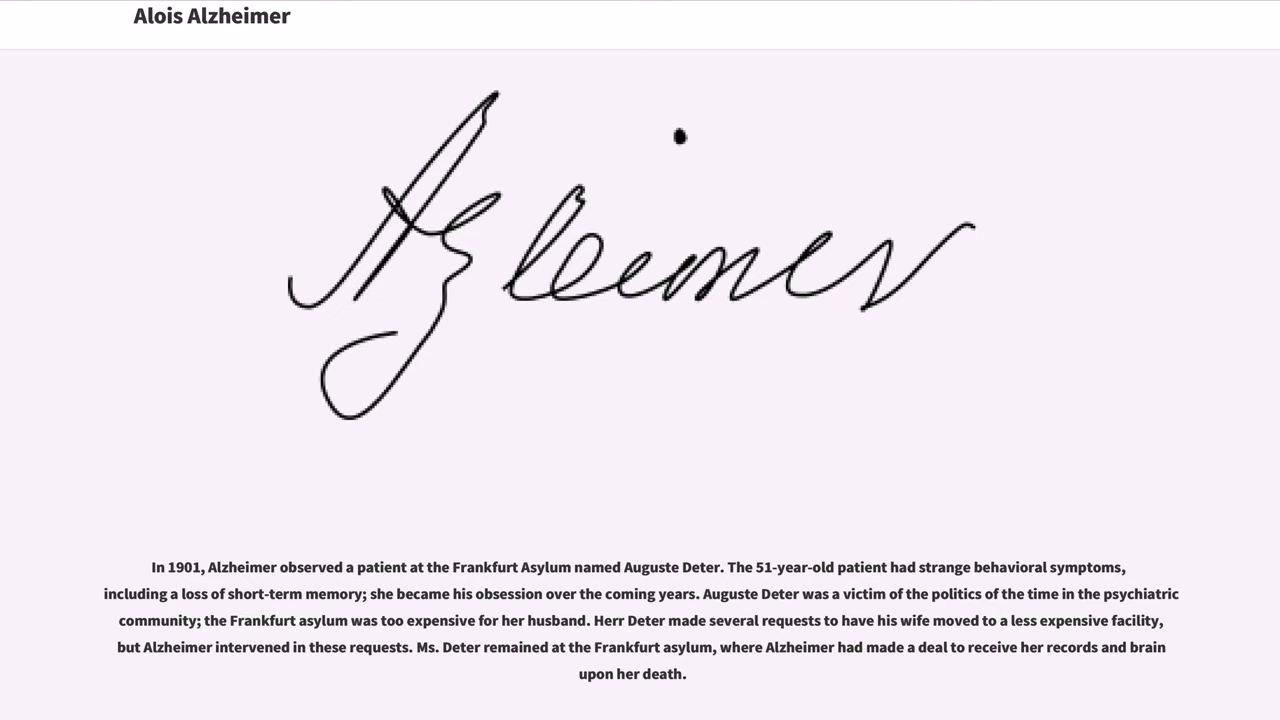 Alois Alzheimer
Alzheimer
In 1901, Alzheimer observed a patient at the Frankfurt Asylum named Auguste Deter. The 51-year-old patient had strange behavioral symptoms,
including a loss of short-term memory; she became his obsession over the coming years. Auguste Deter was a victim of the politics of the time in the psychiatric
community; the Frankfurt asylum was too expensive for her husband. Herr Deter made several requests to have his wife moved to a less expensive facility,
but Alzheimer intervened in these requests. Ms. Deter remained at the Frankfurt asylum, where Alzheimer had made a deal to receive her records and brain
upon her death.